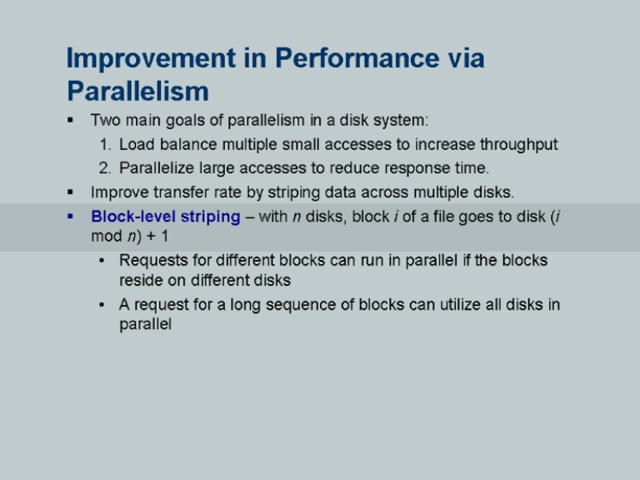 Improvement in Performance via
Parallelism
▪ Two main goals of parallelism in a disk system:
1. Load balance multiple small accesses to increase throughput
2. Parallelize large accesses to reduce response time.
▪ Improve transfer rate by striping data across multiple disks.
▪ Block-level striping – with n disks, block i of a file goes to disk (i
mod n) + 1
• Requests for different blocks can run in parallel if the blocks
reside on different disks
• A request for a long sequence of blocks can utilize all disks in
parallel